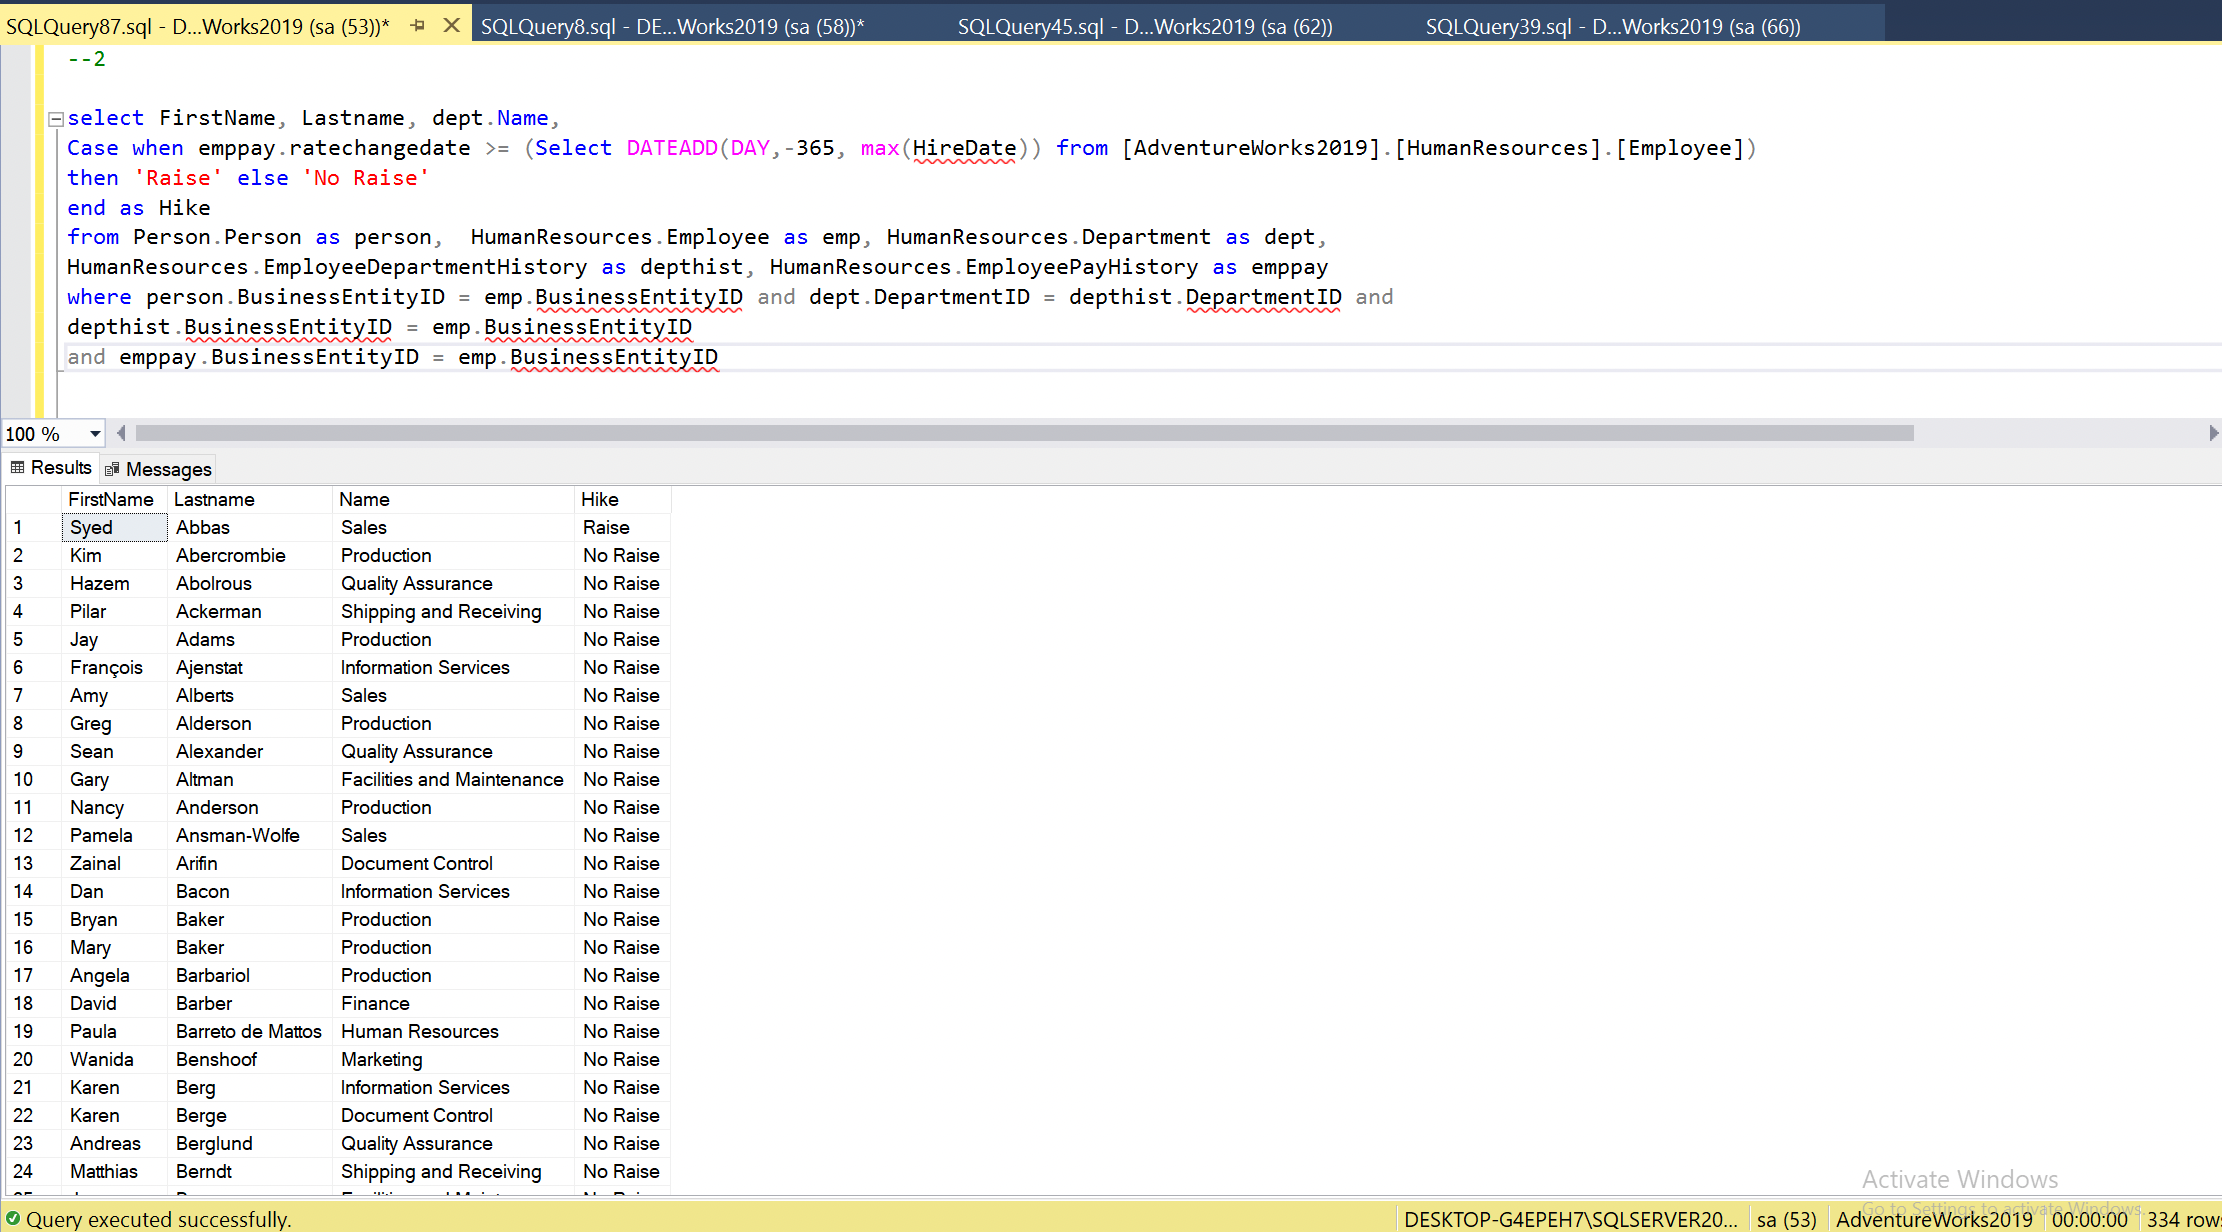 SQLQuery87.sql - D...Works2019 (sa (53))* SQLQuery8.sql - DE...Works2019 (sa (58))* SQLQuery45.sql - D...Works2019 (sa (62)) SQLQuery39.sql - D...Works2019 (sa (66))
--2
select FirstName, Lastname, dept.Name,
Case when emppay.ratechangedate >= (Select DATEADD(DAY,-365, max(HireDate)) from [AdventureWorks2019].[HumanResources].[Employee])
then 'Raise' else 'No Raise'
end as Hike
from Person.Person as person,  HumanResources.Employee as emp, HumanResources.Department as dept,
HumanResources.EmployeeDepartmentHistory as depthist, HumanResources.EmployeePayHistory as emppay
where person.BusinessEntityID = emp.BusinessEntityID and dept.DepartmentID = depthist.DepartmentID and
depthist.BusinessEntityID = emp.BusinessEntityID
and emppay.BusinessEntityID = emp.BusinessEntityID
100 %
Results Messages
FirstName Lastname Name Hike
1 Syed Abbas Sales Raise
2 Kim Abercrombie Production No Raise
3 Hazem Abolrous Quality Assurance No Raise
4 Pilar Ackerman Shipping and Receiving No Raise
5 Jay Adams Production No Raise
6 François Ajenstat Information Services No Raise
7 Amy Alberts Sales No Raise
8 Greg Alderson Production No Raise
9 Sean Alexander Quality Assurance No Raise
10 Gary Altman Facilities and Maintenance No Raise
11 Nancy Anderson Production No Raise
12 Pamela Ansman-Wolfe Sales No Raise
13 Zainal Arifin Document Control No Raise
14 Dan Bacon Information Services No Raise
15 Bryan Baker Production No Raise
16 Mary Baker Production No Raise
17 Angela Barbariol Production No Raise
18 David Barber Finance No Raise
19 Paula Barreto de Mattos Human Resources No Raise
20 Wanida Benshoof Marketing No Raise
21 Karen Berg Information Services No Raise
22 Karen Berge Document Control No Raise
23 Andreas Berglund Quality Assurance No Raise
24 Matthias Berndt Shipping and Receiving No Raise
Activate Windows
Go to Settings to activate Windows.
Query executed successfully. DESKTOP-G4EPEH7\SQLSERVER20... sa (53) AdventureWorks2019 00:00:00 334 row